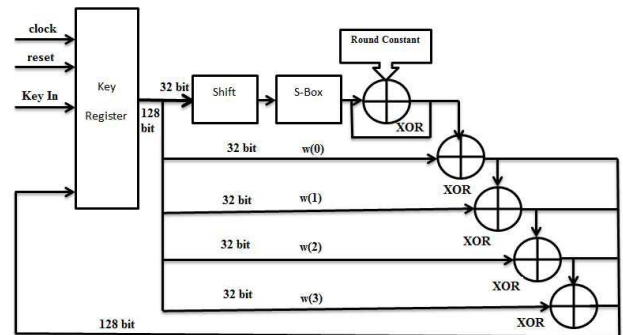 clock
reset
Key In
Key
Register
32 bit
128
bit
Shift
S-Box
Round Constant
XOR
32 bit w(0)
XOR
32 bit w(1)
XOR
32 bit w(2)
XOR
32 bit w(3)
XOR
128 bit